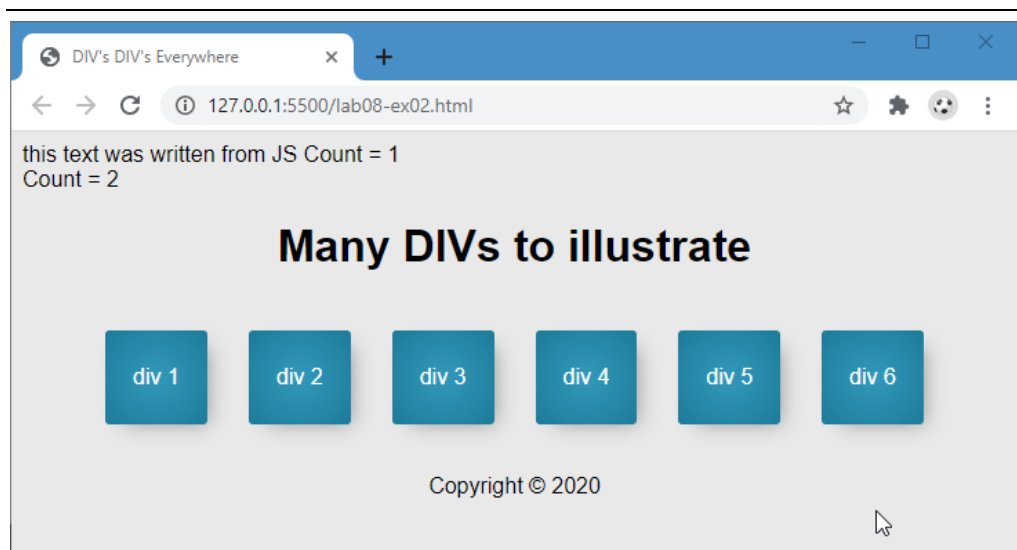 DIV's DIV's Everywhere
127.0.0.1:5500/lab08-ex02.html
this text was written from JS Count = 1
Count = 2
Many DIVs to illustrate
div 1 div 2 div 3 div 4 div 5 div 6
Copyright © 2020